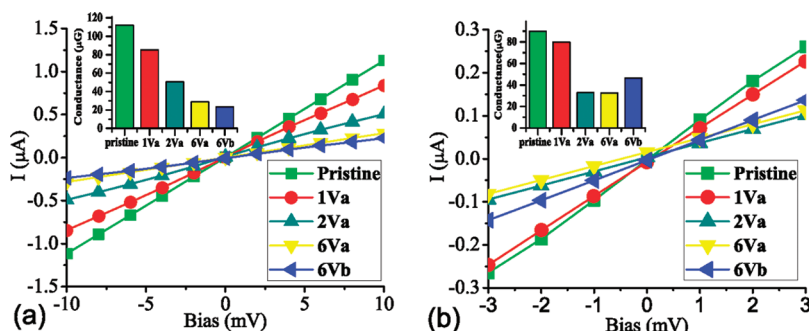 120
100
80
60
40
20
0
Conductance(μG)
pristine 1Va 2Va 6Va 6Vb
1.5
1.0
0.5
0.0
-0.5
-1.0
-1.5
I (μA)
Pristine
1Va
2Va
6Va
6Vb
-10 -5 0 5 10
Bias (mV)
(a)
80
60
40
20
0
Conductance(μG)
pristine 1Va 2Va 6Va 6Vb
0.3
0.2
0.1
0.0
-0.1
-0.2
-0.3
I (μA)
Pristine
1Va
2Va
6Va
6Vb
-3 -2 -1 0 1 2 3
Bias (mV)
(b)